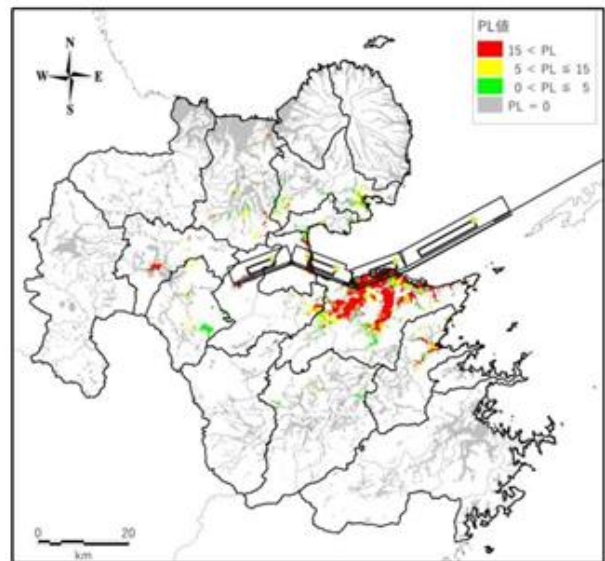 PL値
15 < PL
5 < PL ≦ 15
0 < PL ≦ 5
PL = 0
N
W E
S
0 20
km